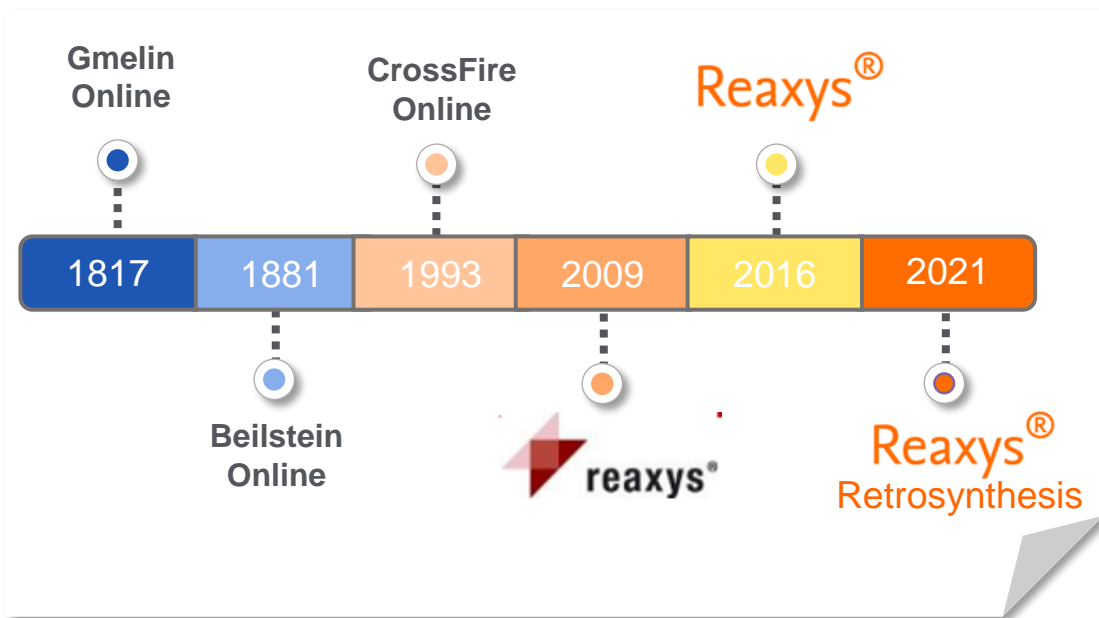 Gmelin
Online
CrossFire
Online
Reaxys®
1817
1881
1993
2009
2016
2021
Beilstein
Online
reaxys®
Reaxys®
Retrosynthesis